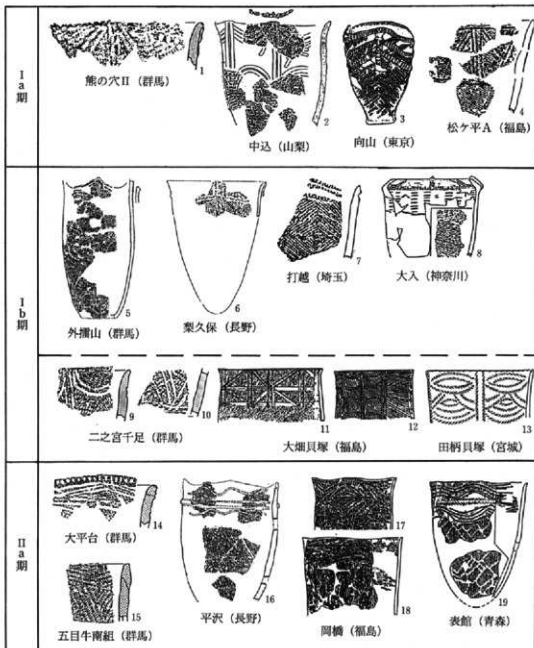 Ia期
1
2
3
4
熊の穴II（群馬）
中込（山梨）
向山（東京）
松ケ平A（福島）
Ib期
5
6
7
8
外擂山（群馬）
梨久保（長野）
打越（埼玉）
大入（神奈川）
9
10
11
12
13
二之宮千足（群馬）
大畑貝塚（福島）
田柄貝塚（宮城）
IIa期
14
15
16
17
18
19
大平台（群馬）
五目牛南組（群馬）
平沢（長野）
岡橋（福島）
表館（青森）